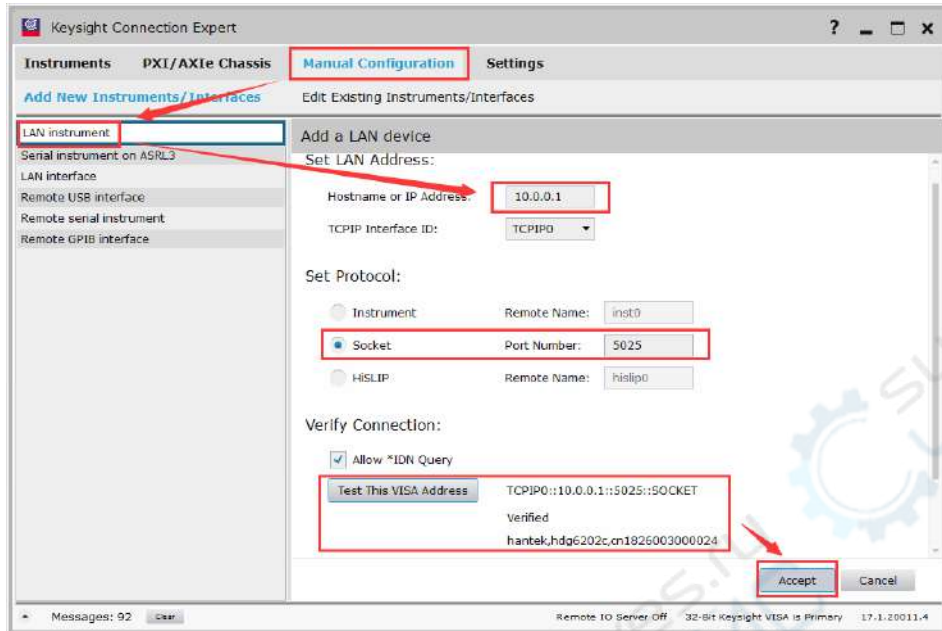 Keysight Connection Expert ?
Instruments PXI/AXIe Chassis Manual Configuration Settings
Add New Instruments/Interfaces Edit Existing Instruments/Interfaces
LAN instrument
Serial instrument on ASRL3
LAN interface
Remote USB interface
Remote serial instrument
Remote GPIB interface
Add a LAN device
Set LAN Address:
Hostname or IP Address: 10.0.0.1
TCPIP Interface ID: TCPIP0
Set Protocol:
Instrument Remote Name: inst0
Socket Port Number: 5025
HiSLIP Remote Name: hislip0
Verify Connection:
Allow *IDN Query
Test This VISA Address TCPIP0::10.0.0.1::5025::SOCKET
Verified
hantek,hdg6202c,cn1826003000024
Accept Cancel
Messages: 92 Clear Remote IO Server Off 32-Bit Keysight VISA is Primary 17.1.20011.4